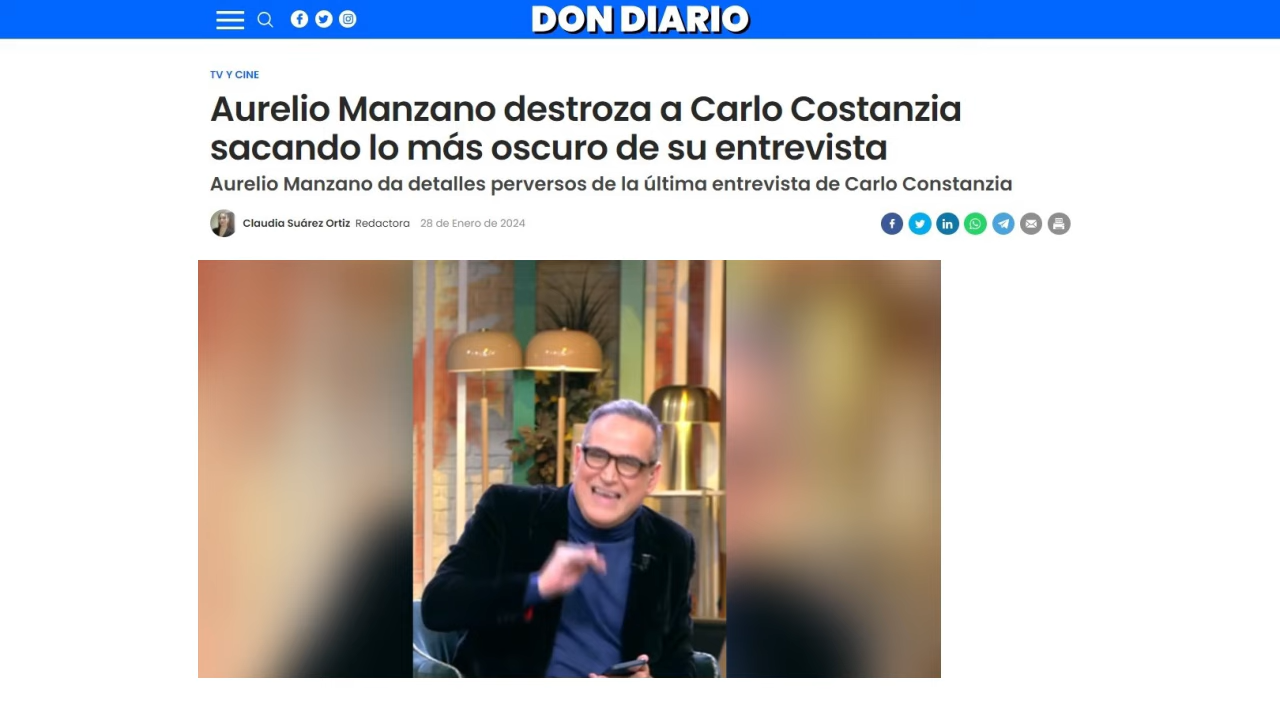 DON DIARIO
TV Y CINE
Aurelio Manzano destroza a Carlo Costanzia
sacando lo más oscuro de su entrevista
Aurelio Manzano da detalles perversos de la última entrevista de Carlo Constanzia
Claudia Suárez Ortiz Redactora 28 de Enero de 2024